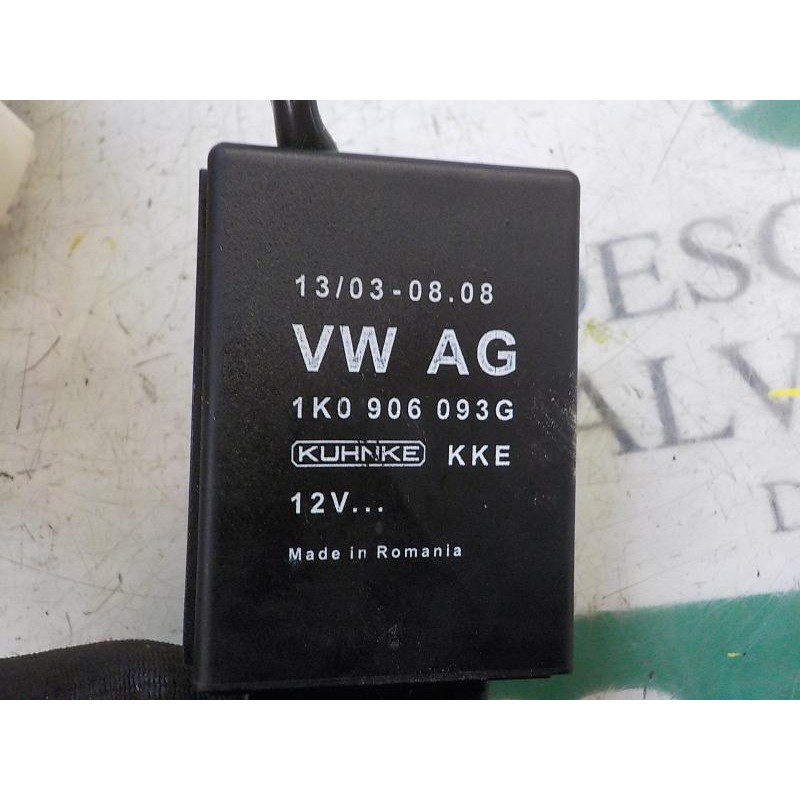 13/03-08.08
VW AG
1K0 906 093G
KUHNKE KKE
12V...
Made in Romania